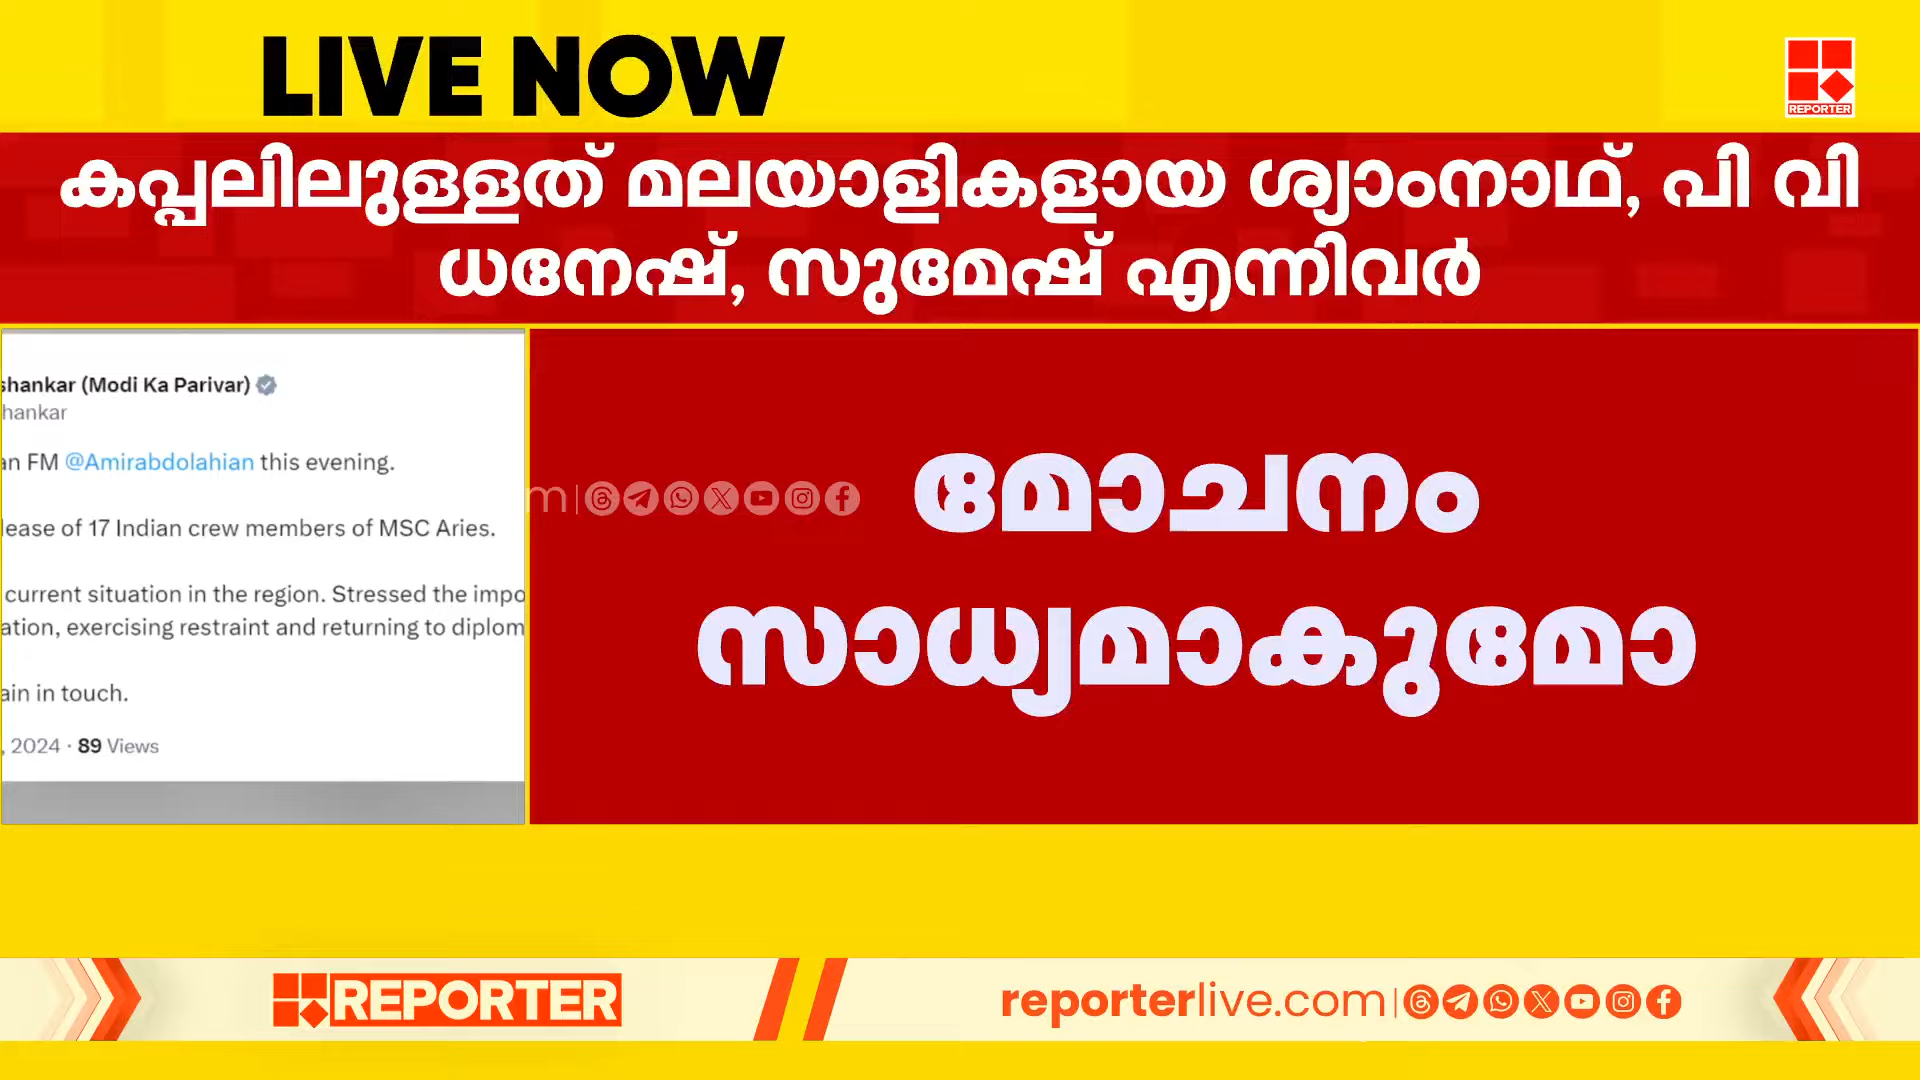 LIVE NOW
REPORTER
കപ്പലിലുള്ളത് മലയാളികളായ ശ്യാംനാഥ്, പി വി
ധനേഷ്, സുമേഷ് എന്നിവർ
shankar (Modi Ka Parivar)
hankar
an FM @Amirabdolahian this evening.
lease of 17 Indian crew members of MSC Aries.
current situation in the region. Stressed the impo
ation, exercising restraint and returning to diplom
ain in touch.
, 2024 · 89 Views
m
മോചനം
സാധ്യമാകുമോ
REPORTER
reporterlive.com